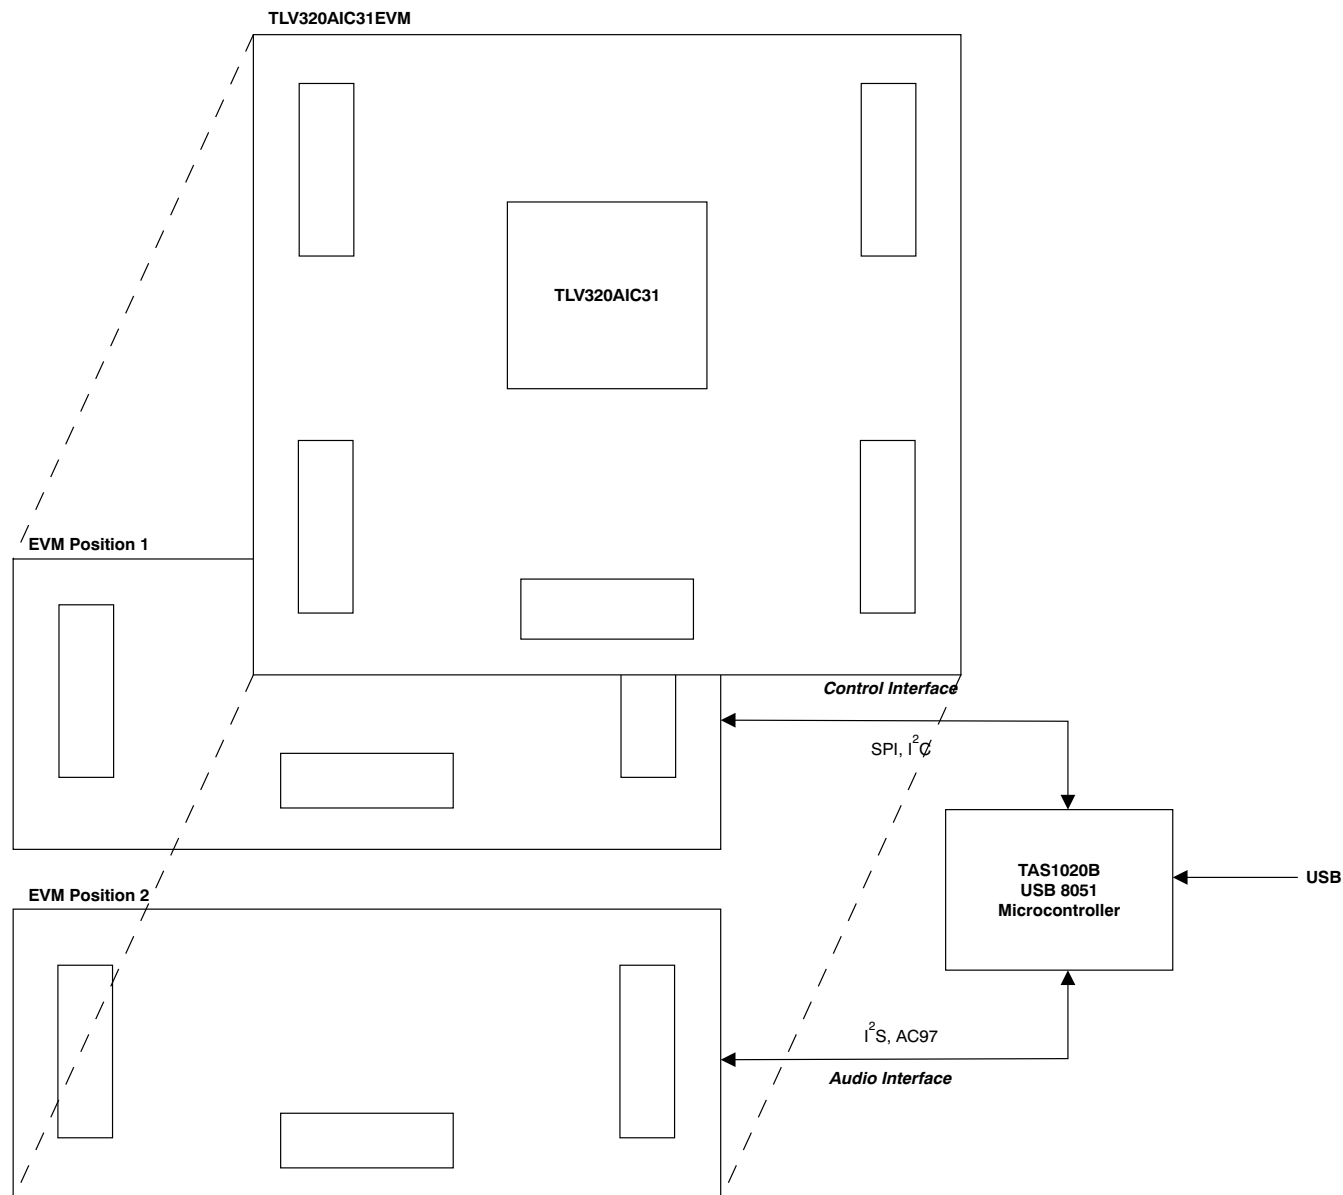 TLV320AIC31EVM
TLV320AIC31
EVM Position 1
Control Interface
SPI, I²C
TAS1020B
USB 8051
Microcontroller
USB
EVM Position 2
I²S, AC97
Audio Interface